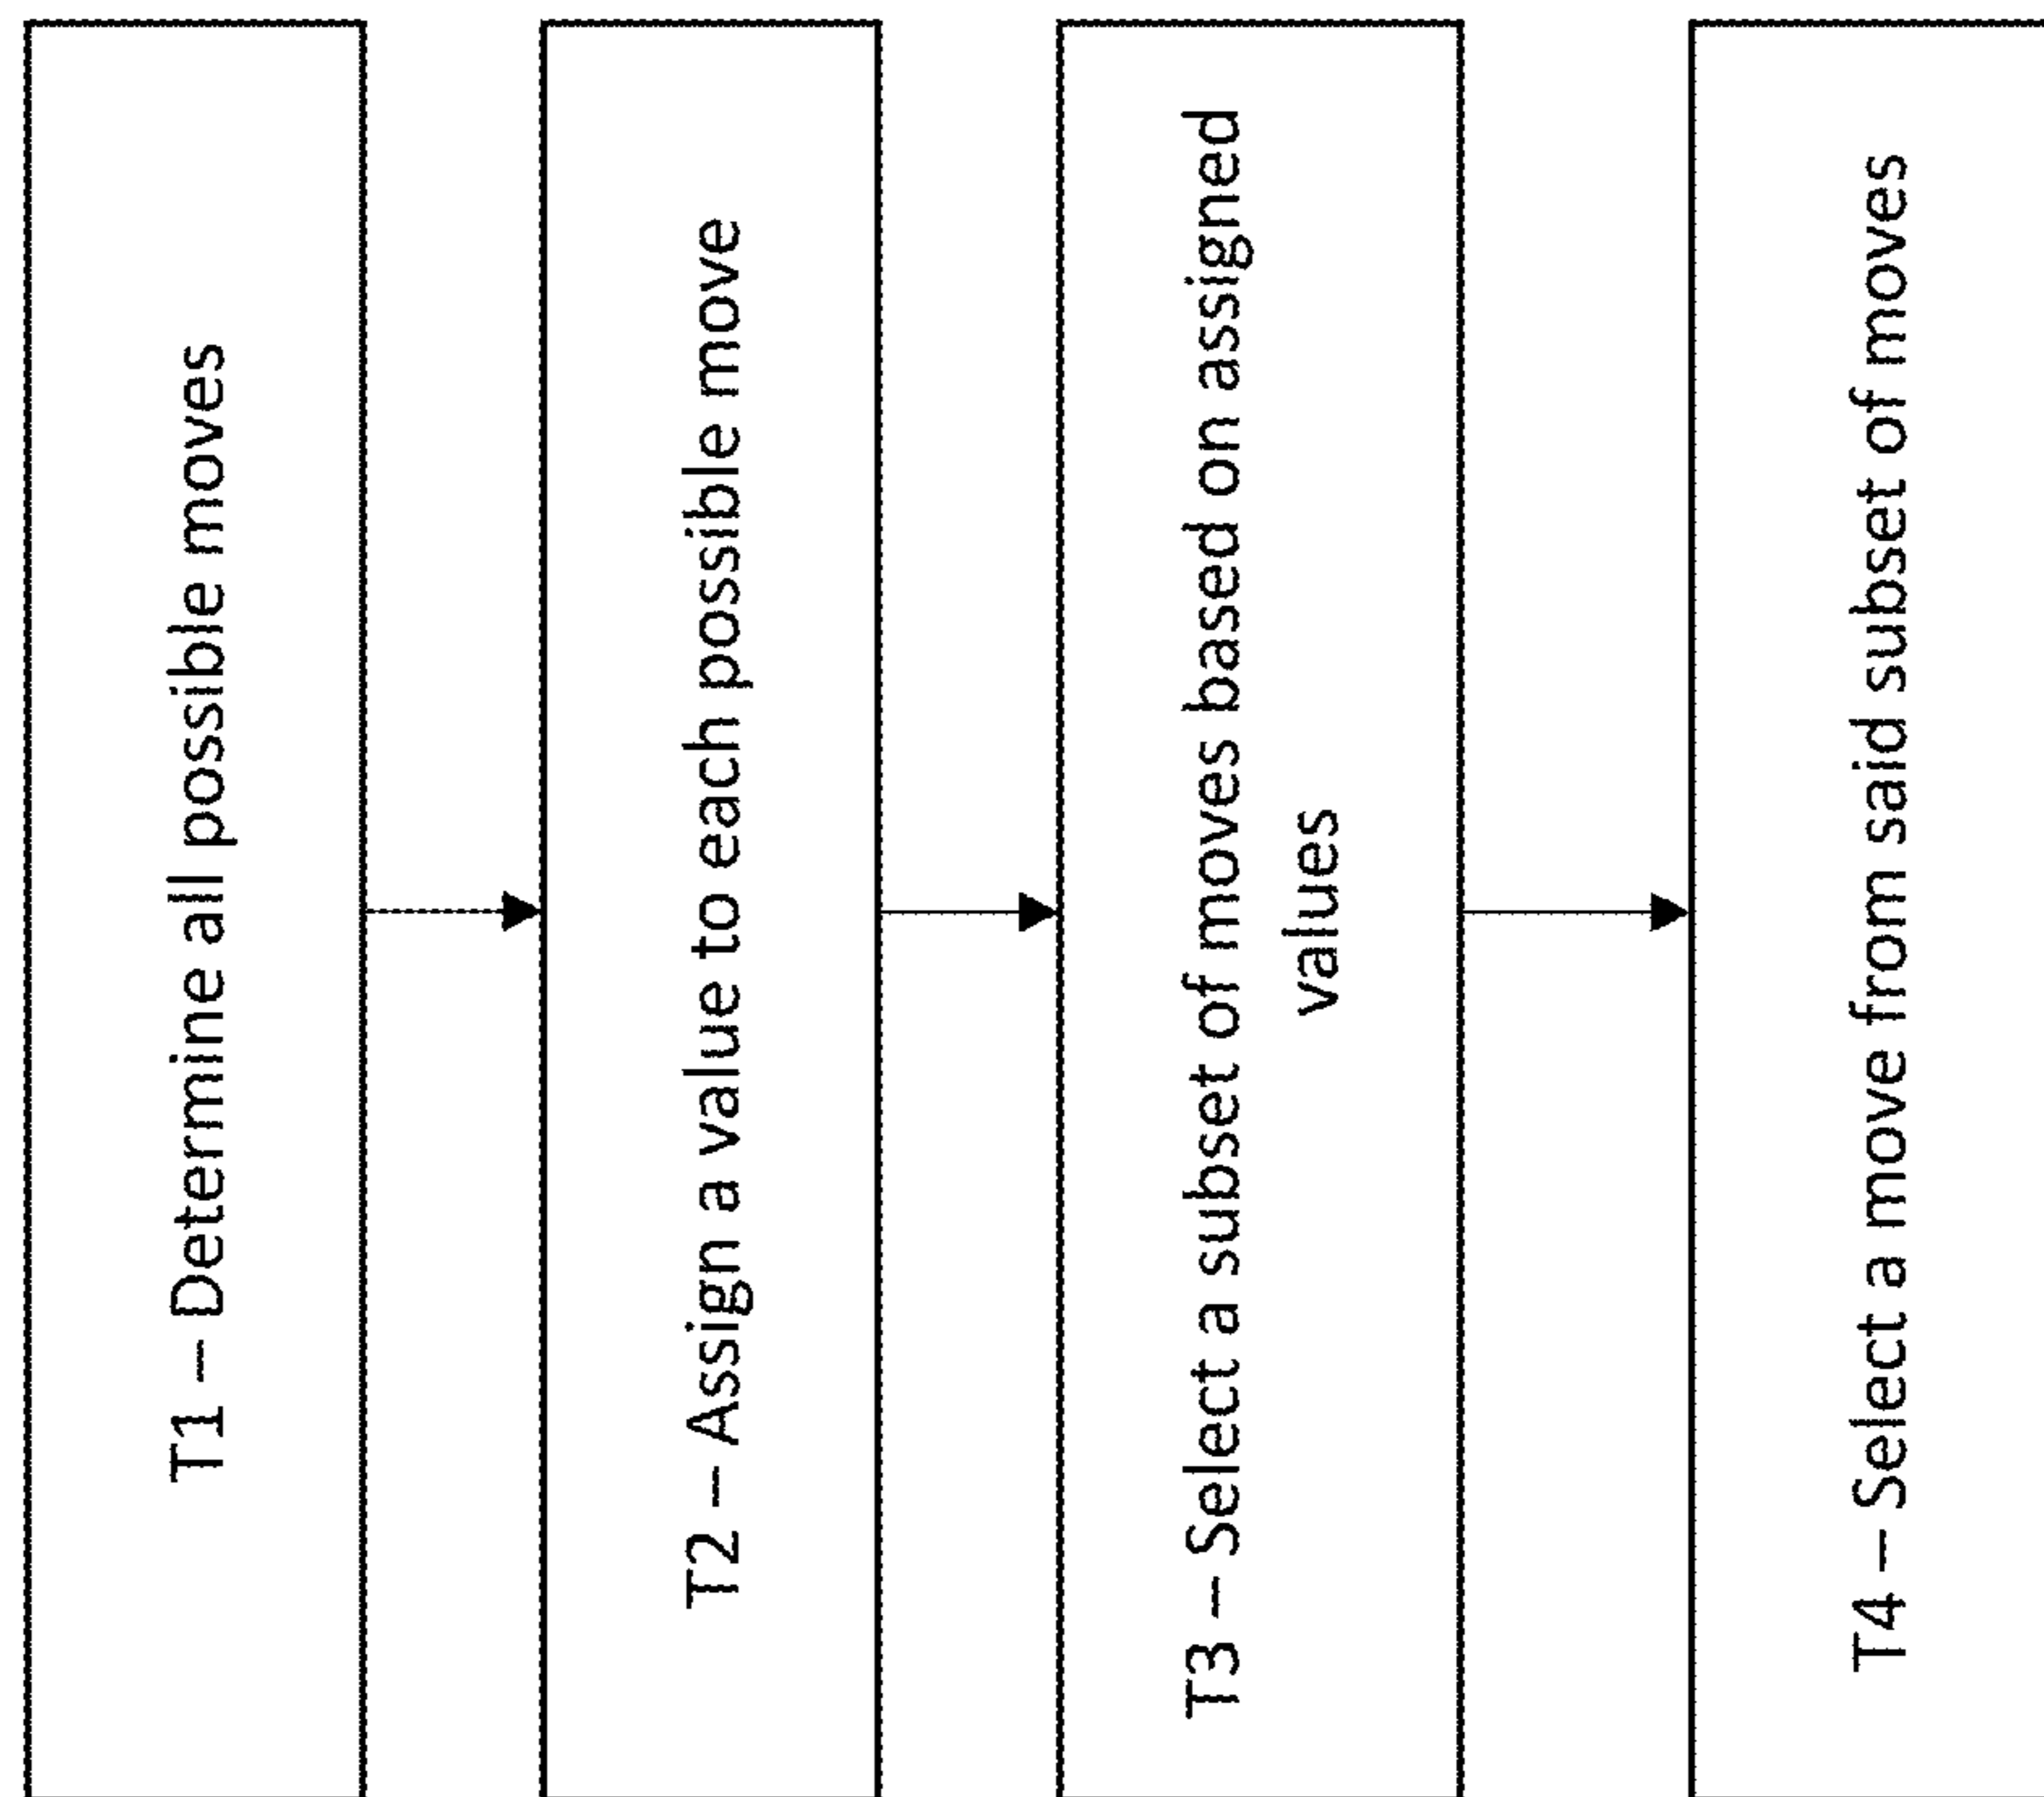 T1 – Determine all possible moves
T2 – Assign a value to each possible move
T3 – Select a subset of moves based on assigned
values
T4 – Select a move from said subset of moves